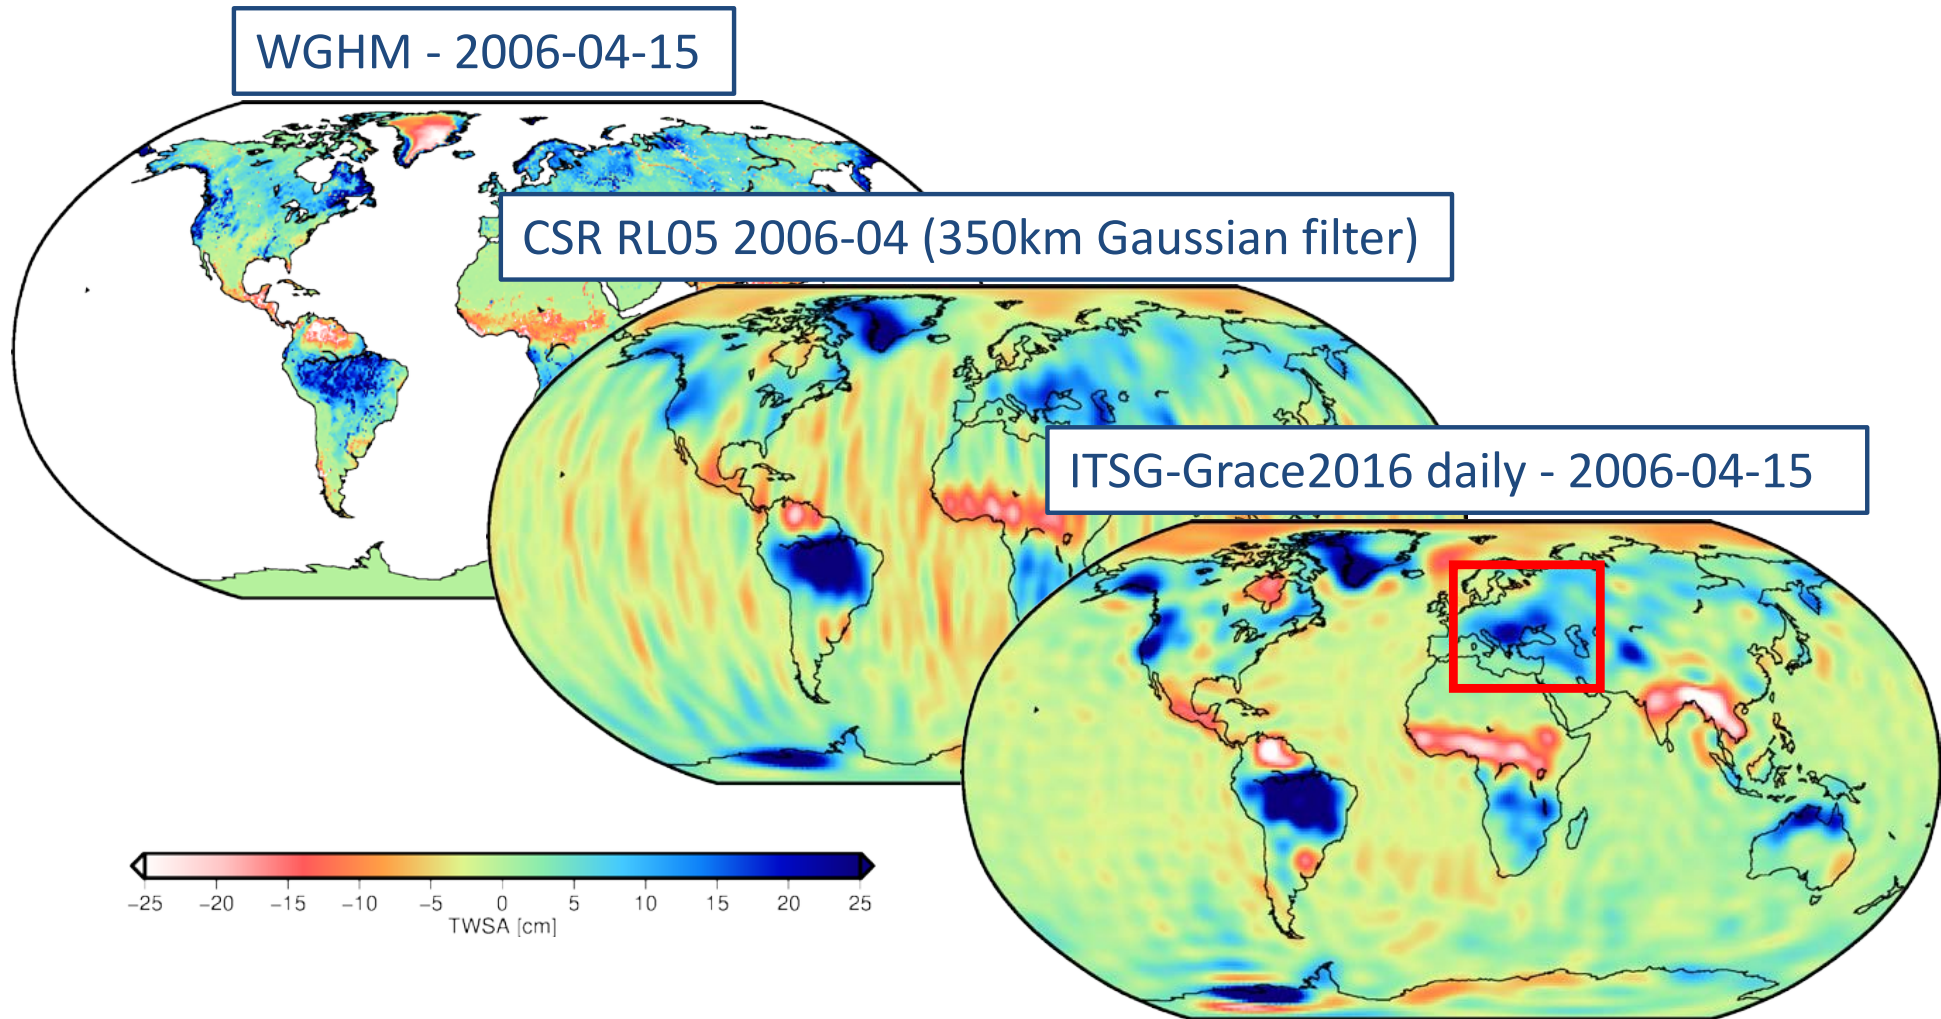 WGHM - 2006-04-15
CSR RL05 2006-04 (350km Gaussian filter)
ITSG-Grace2016 daily - 2006-04-15
−25 −20 −15 −10 −5 0 5 10 15 20 25
TWSA [cm]